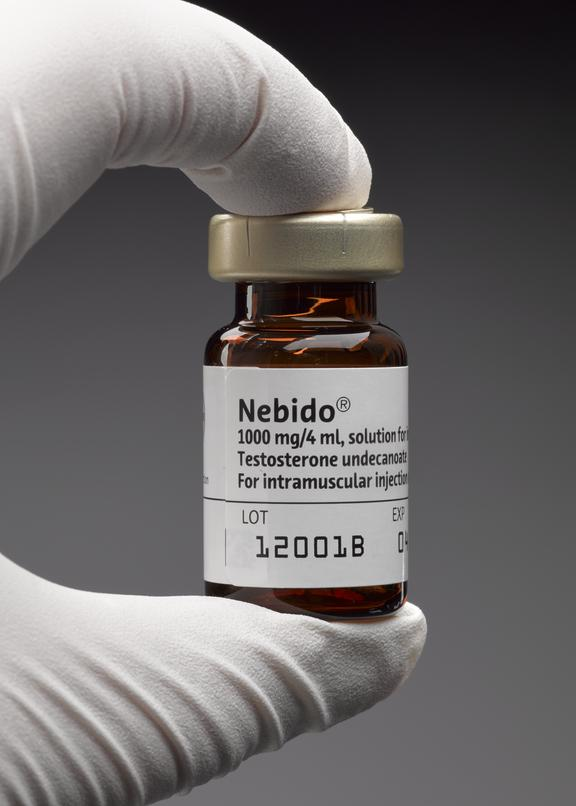 Nebido®
1000 mg/4 ml, solution for
Testosterone undecanoate
For intramuscular injection
LOT EXP
12001B